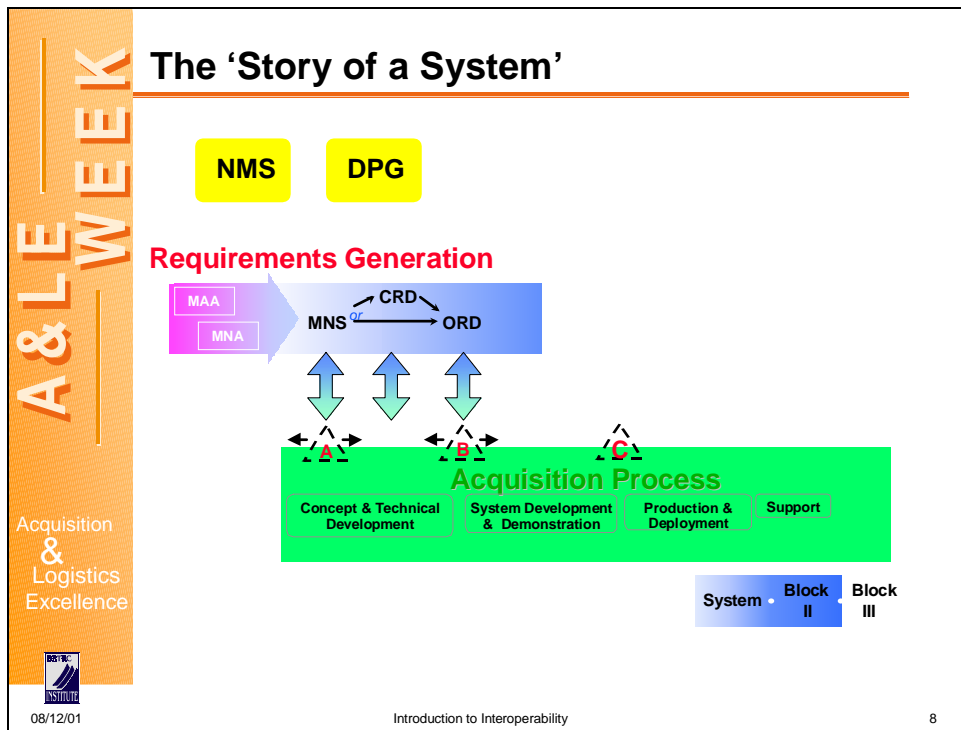 The ‘Story of a System’
A & L E
W E E K
NMS
DPG
Requirements Generation
MAA
MNA
CRD
MNS or
ORD
A
B
C
Acquisition Process
Concept & Technical
Development
System Development
& Demonstration
Production &
Deployment
Support
Acquisition
&
Logistics
Excellence
System •
Block
II
•
Block
III
INSTITUTE
08/12/01
Introduction to Interoperability
8